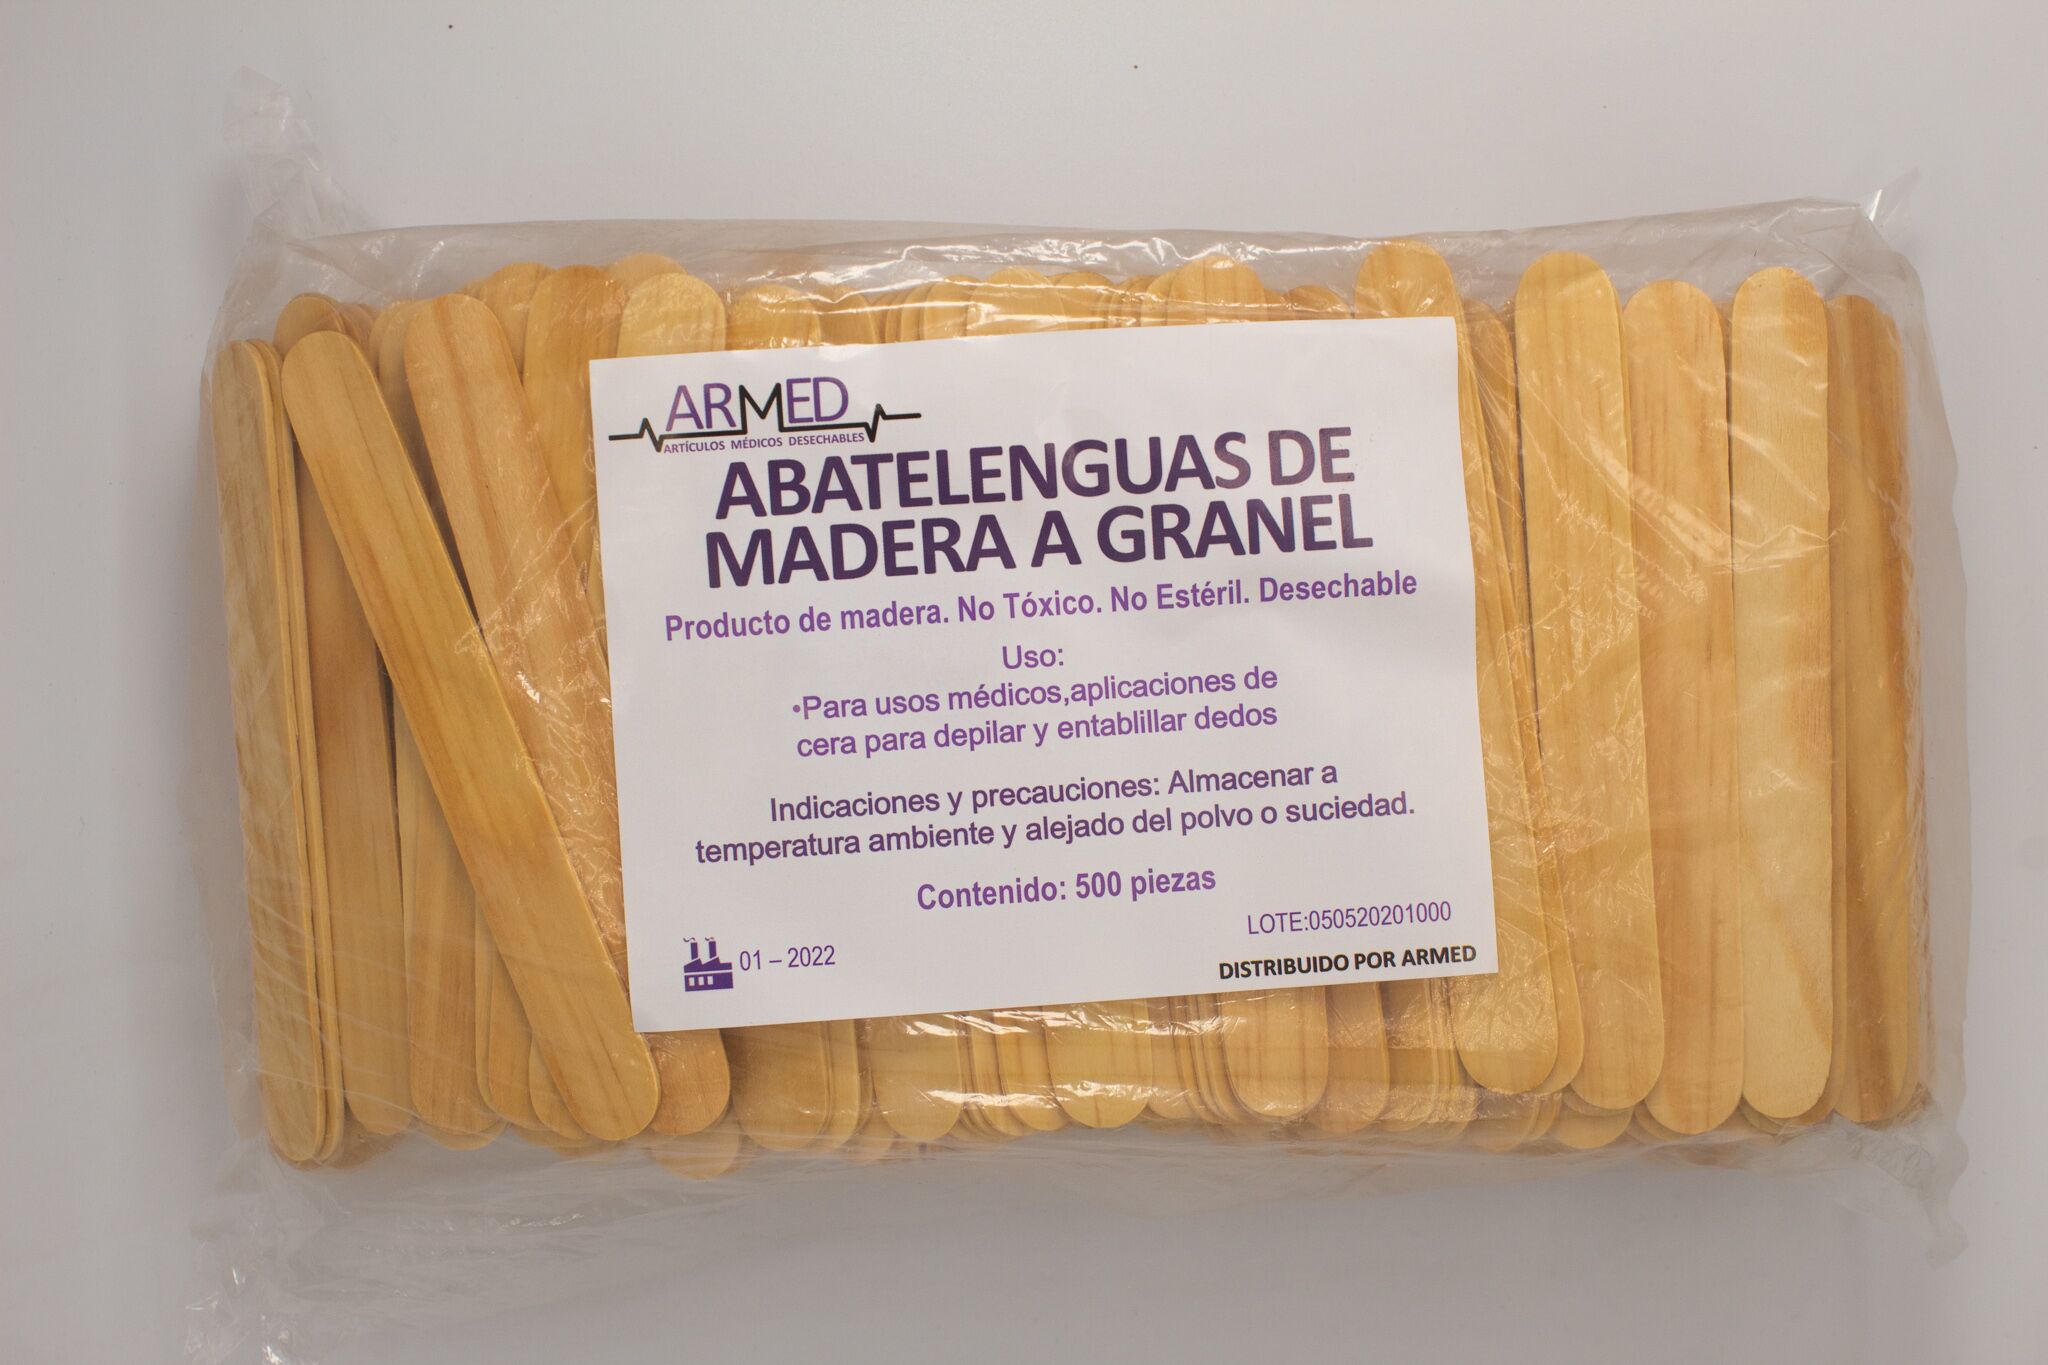 ARMED
ARTÍCULOS MÉDICOS DESECHABLES
ABATELENGUAS DE
MADERA A GRANEL
Producto de madera. No Tóxico. No Estéril. Desechable
Uso:
•Para usos médicos,aplicaciones de
cera para depilar y entablillar dedos
Indicaciones y precauciones: Almacenar a
temperatura ambiente y alejado del polvo o suciedad.
Contenido: 500 piezas
LOTE:050520201000
01 – 2022
DISTRIBUIDO POR ARMED